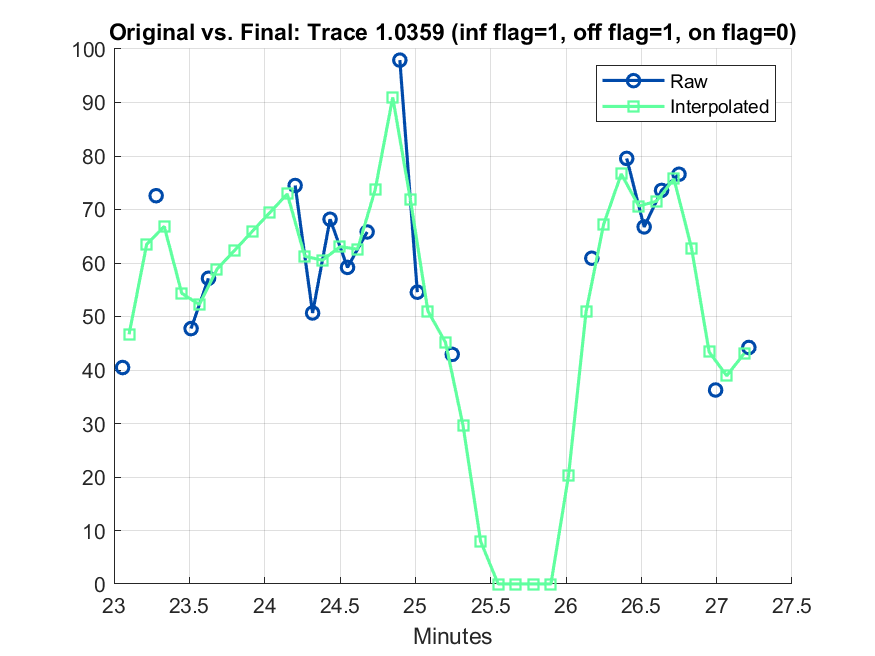 Original vs. Final: Trace 1.0359 (inf flag=1, off flag=1, on flag=0)
100
90
80
70
60
50
40
30
20
10
0
Raw
Interpolated
23 23.5 24 24.5 25 25.5 26 26.5 27 27.5
Minutes